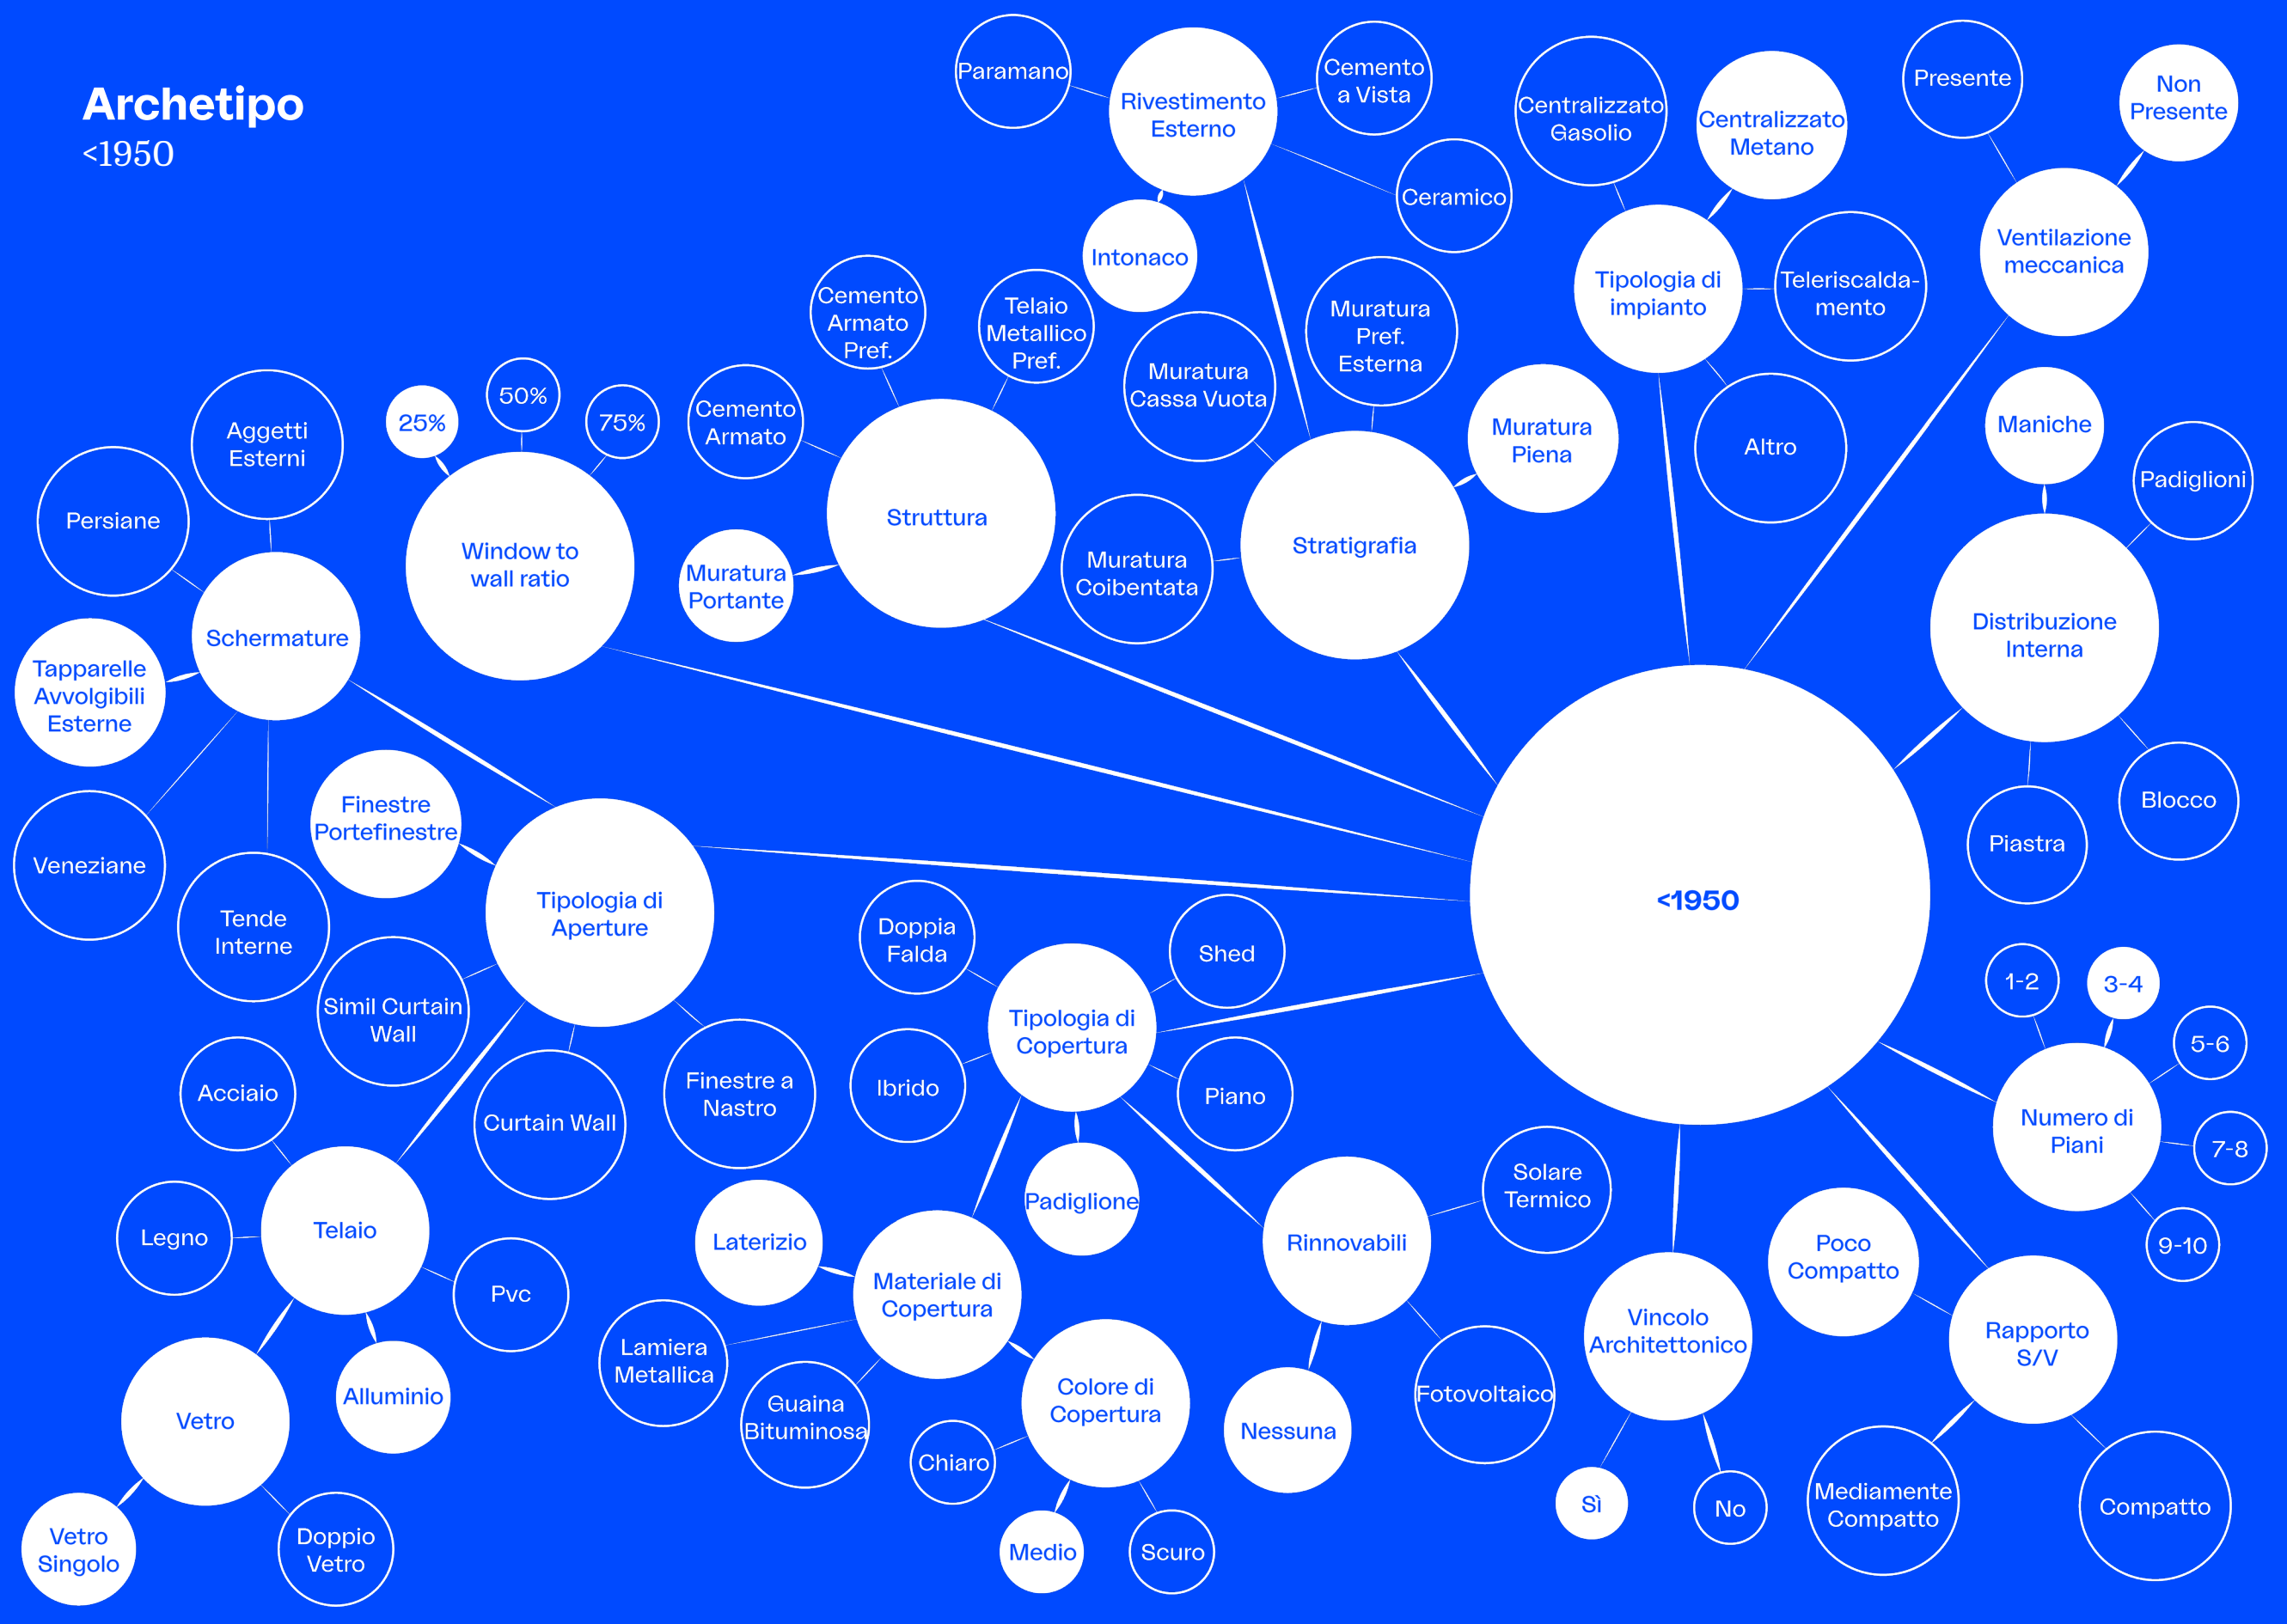 Archetipo
<1950
Paramano
Rivestimento
Esterno
Cemento
a Vista
Ceramico
Intonaco
Centralizzato
Gasolio
Centralizzato
Metano
Tipologia di
impianto
Teleriscalda-
mento
Altro
Presente
Non
Presente
Ventilazione
meccanica
Cemento
Armato
Pref.
Telaio
Metallico
Pref.
Cemento
Armato
Struttura
Muratura
Portante
Muratura
Cassa Vuota
Muratura
Pref.
Esterna
Muratura
Piena
Stratigrafia
Muratura
Coibentata
Maniche
Padiglioni
Distribuzione
Interna
Piastra
Blocco
25%
50%
75%
Window to
wall ratio
Aggetti
Esterni
Persiane
Schermature
Tapparelle
Avvolgibili
Esterne
Veneziane
Tende
Interne
Finestre
Portefinestre
Tipologia di
Aperture
Simil Curtain
Wall
Curtain Wall
Finestre a
Nastro
<1950
Doppia
Falda
Shed
Tipologia di
Copertura
Ibrido
Piano
Padiglione
1-2
3-4
5-6
7-8
9-10
Numero di
Piani
Acciaio
Legno
Telaio
Pvc
Alluminio
Vetro
Vetro
Singolo
Doppio
Vetro
Laterizio
Materiale di
Copertura
Lamiera
Metallica
Guaina
Bituminosa
Colore di
Copertura
Chiaro
Medio
Scuro
Rinnovabili
Solare
Termico
Fotovoltaico
Nessuna
Vincolo
Architettonico
Sì
No
Poco
Compatto
Rapporto
S/V
Mediamente
Compatto
Compatto